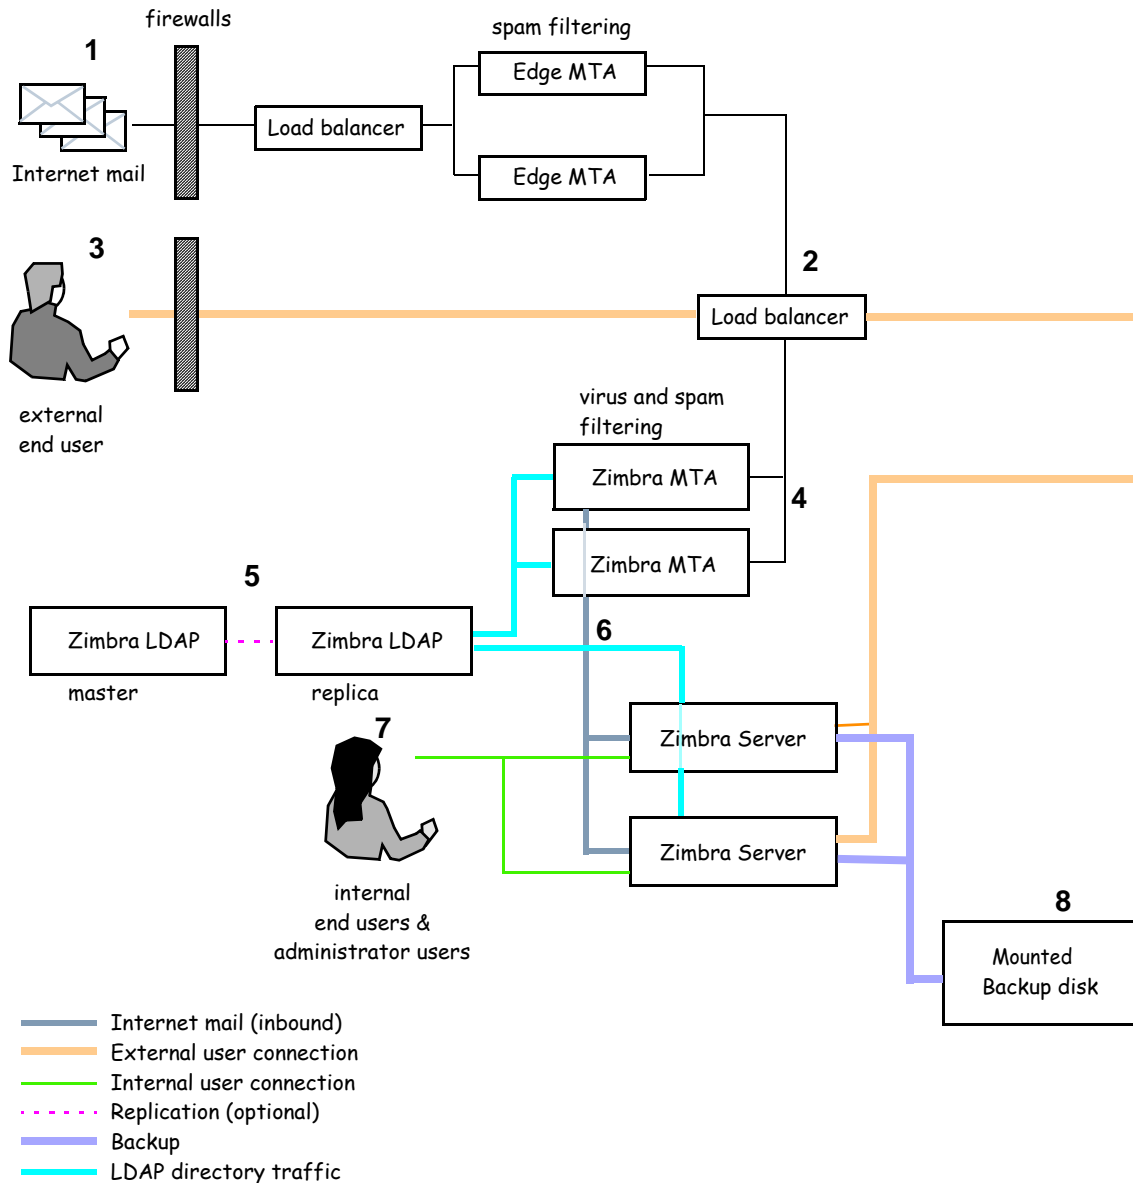 firewalls
spam filtering
1
Edge MTA
Load balancer
Internet mail
Edge MTA
3
2
Load balancer
external
end user
virus and spam
filtering
Zimbra MTA
4
Zimbra MTA
5
6
Zimbra LDAP
Zimbra LDAP
master
replica
7
Zimbra Server
Zimbra Server
internal
end users &
administrator users
8
Mounted
Backup disk
Internet mail (inbound)
External user connection
Internal user connection
Replication (optional)
Backup
LDAP directory traffic